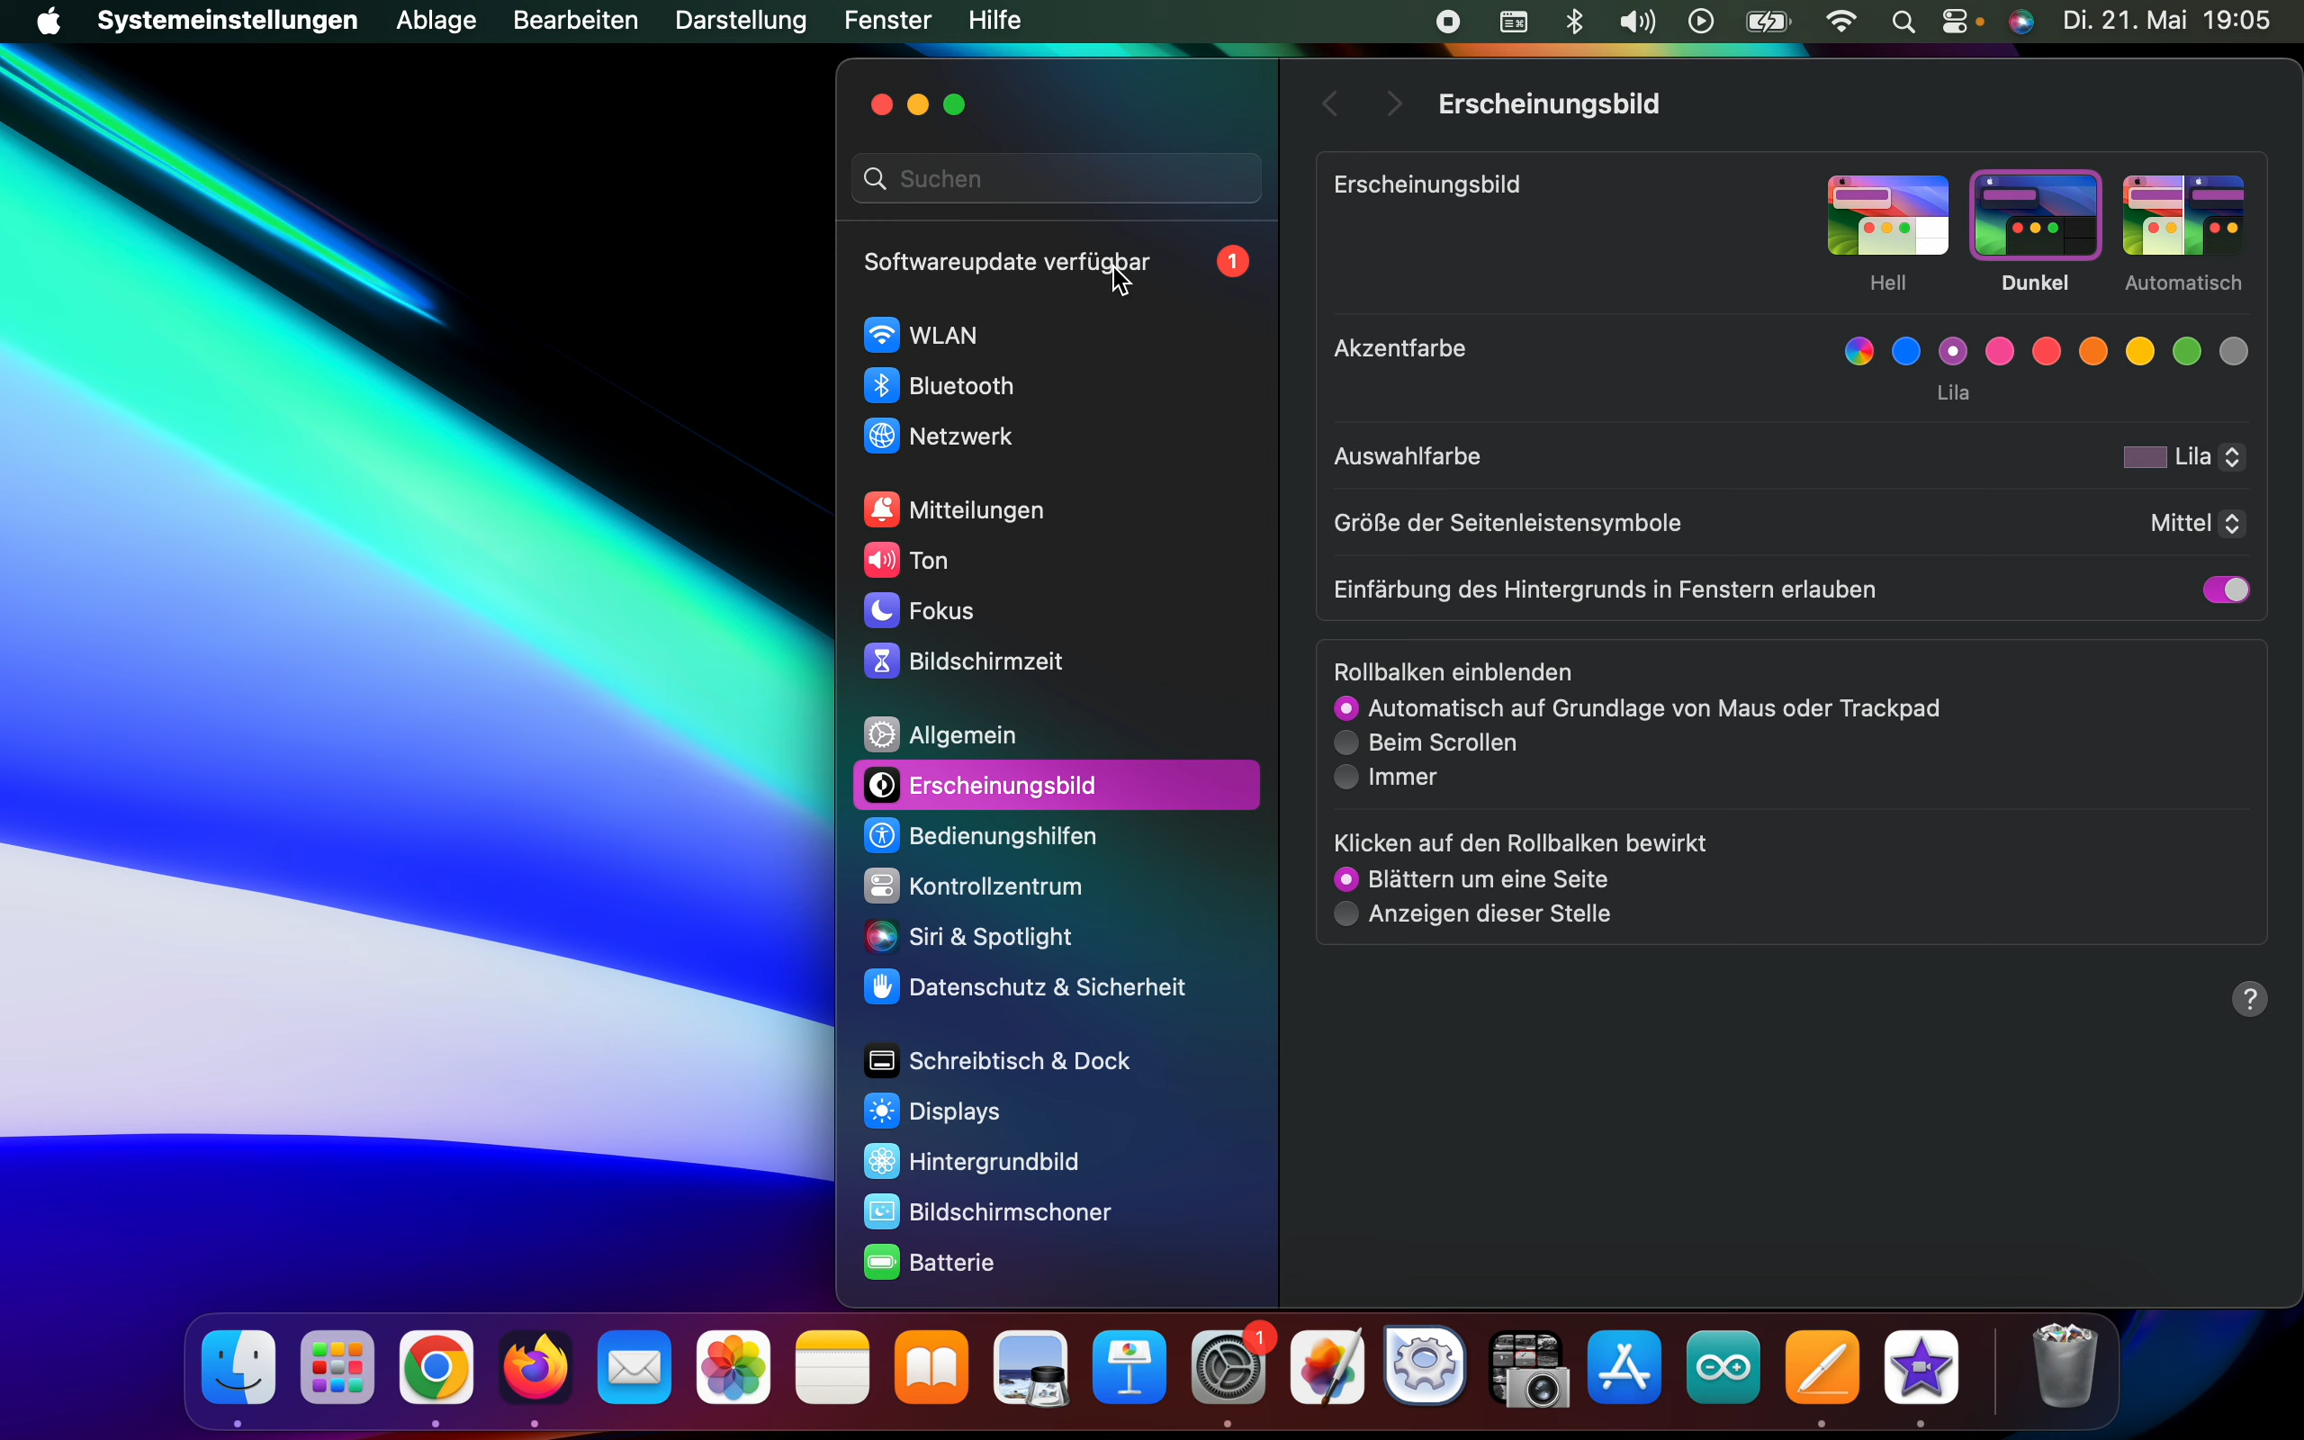 Systemeinstellungen Ablage Bearbeiten Darstellung Fenster Hilfe Di. 21. Mai 19:05
Suchen
Softwareupdate verfügbar 1
WLAN
Bluetooth
Netzwerk
Mitteilungen
Ton
Fokus
Bildschirmzeit
Allgemein
Erscheinungsbild
Bedienungshilfen
Kontrollzentrum
Siri & Spotlight
Datenschutz & Sicherheit
Schreibtisch & Dock
Displays
Hintergrundbild
Bildschirmschoner
Batterie
Erscheinungsbild
Erscheinungsbild
Hell Dunkel Automatisch
Akzentfarbe
Lila
Auswahlfarbe Lila
Größe der Seitenleistensymbole Mittel
Einfärbung des Hintergrunds in Fenstern erlauben
Rollbalken einblenden
Automatisch auf Grundlage von Maus oder Trackpad
Beim Scrollen
Immer
Klicken auf den Rollbalken bewirkt
Blättern um eine Seite
Anzeigen dieser Stelle
?
1